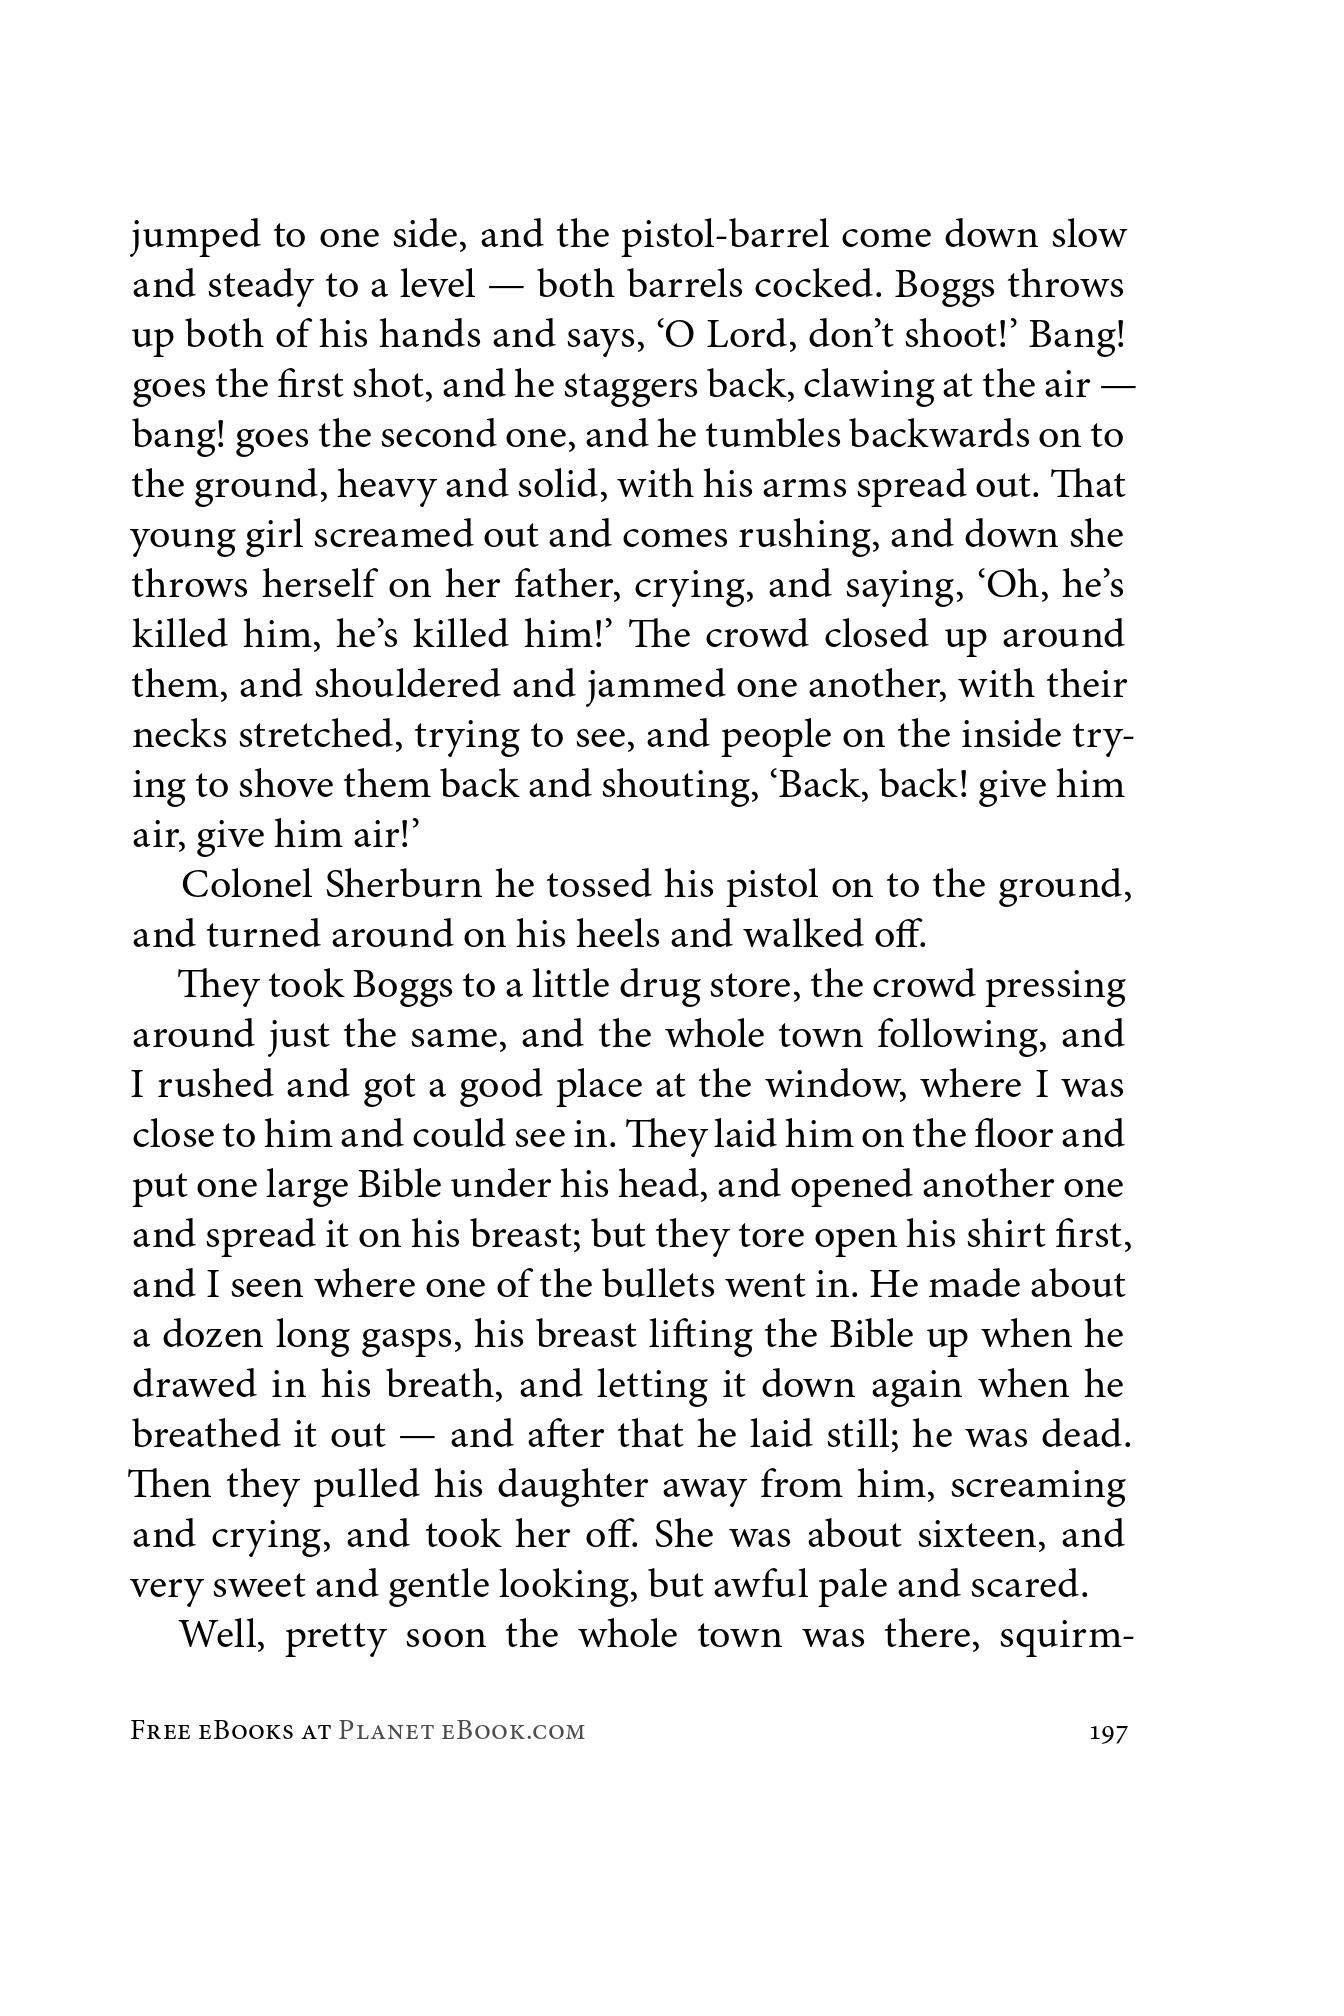 jumped to one side, and the pistol-barrel come down slow
and steady to a level — both barrels cocked. Boggs throws
up both of his hands and says, ‘O Lord, don’t shoot!’ Bang!
goes the first shot, and he staggers back, clawing at the air —
bang! goes the second one, and he tumbles backwards on to
the ground, heavy and solid, with his arms spread out. That
young girl screamed out and comes rushing, and down she
throws herself on her father, crying, and saying, ‘Oh, he’s
killed him, he’s killed him!’ The crowd closed up around
them, and shouldered and jammed one another, with their
necks stretched, trying to see, and people on the inside try-
ing to shove them back and shouting, ‘Back, back! give him
air, give him air!’
Colonel Sherburn he tossed his pistol on to the ground,
and turned around on his heels and walked off.
They took Boggs to a little drug store, the crowd pressing
around just the same, and the whole town following, and
I rushed and got a good place at the window, where I was
close to him and could see in. They laid him on the floor and
put one large Bible under his head, and opened another one
and spread it on his breast; but they tore open his shirt first,
and I seen where one of the bullets went in. He made about
a dozen long gasps, his breast lifting the Bible up when he
drawed in his breath, and letting it down again when he
breathed it out — and after that he laid still; he was dead.
Then they pulled his daughter away from him, screaming
and crying, and took her off. She was about sixteen, and
very sweet and gentle looking, but awful pale and scared.
Well, pretty soon the whole town was there, squirm-
Free eBooks at Planet eBook.com 197